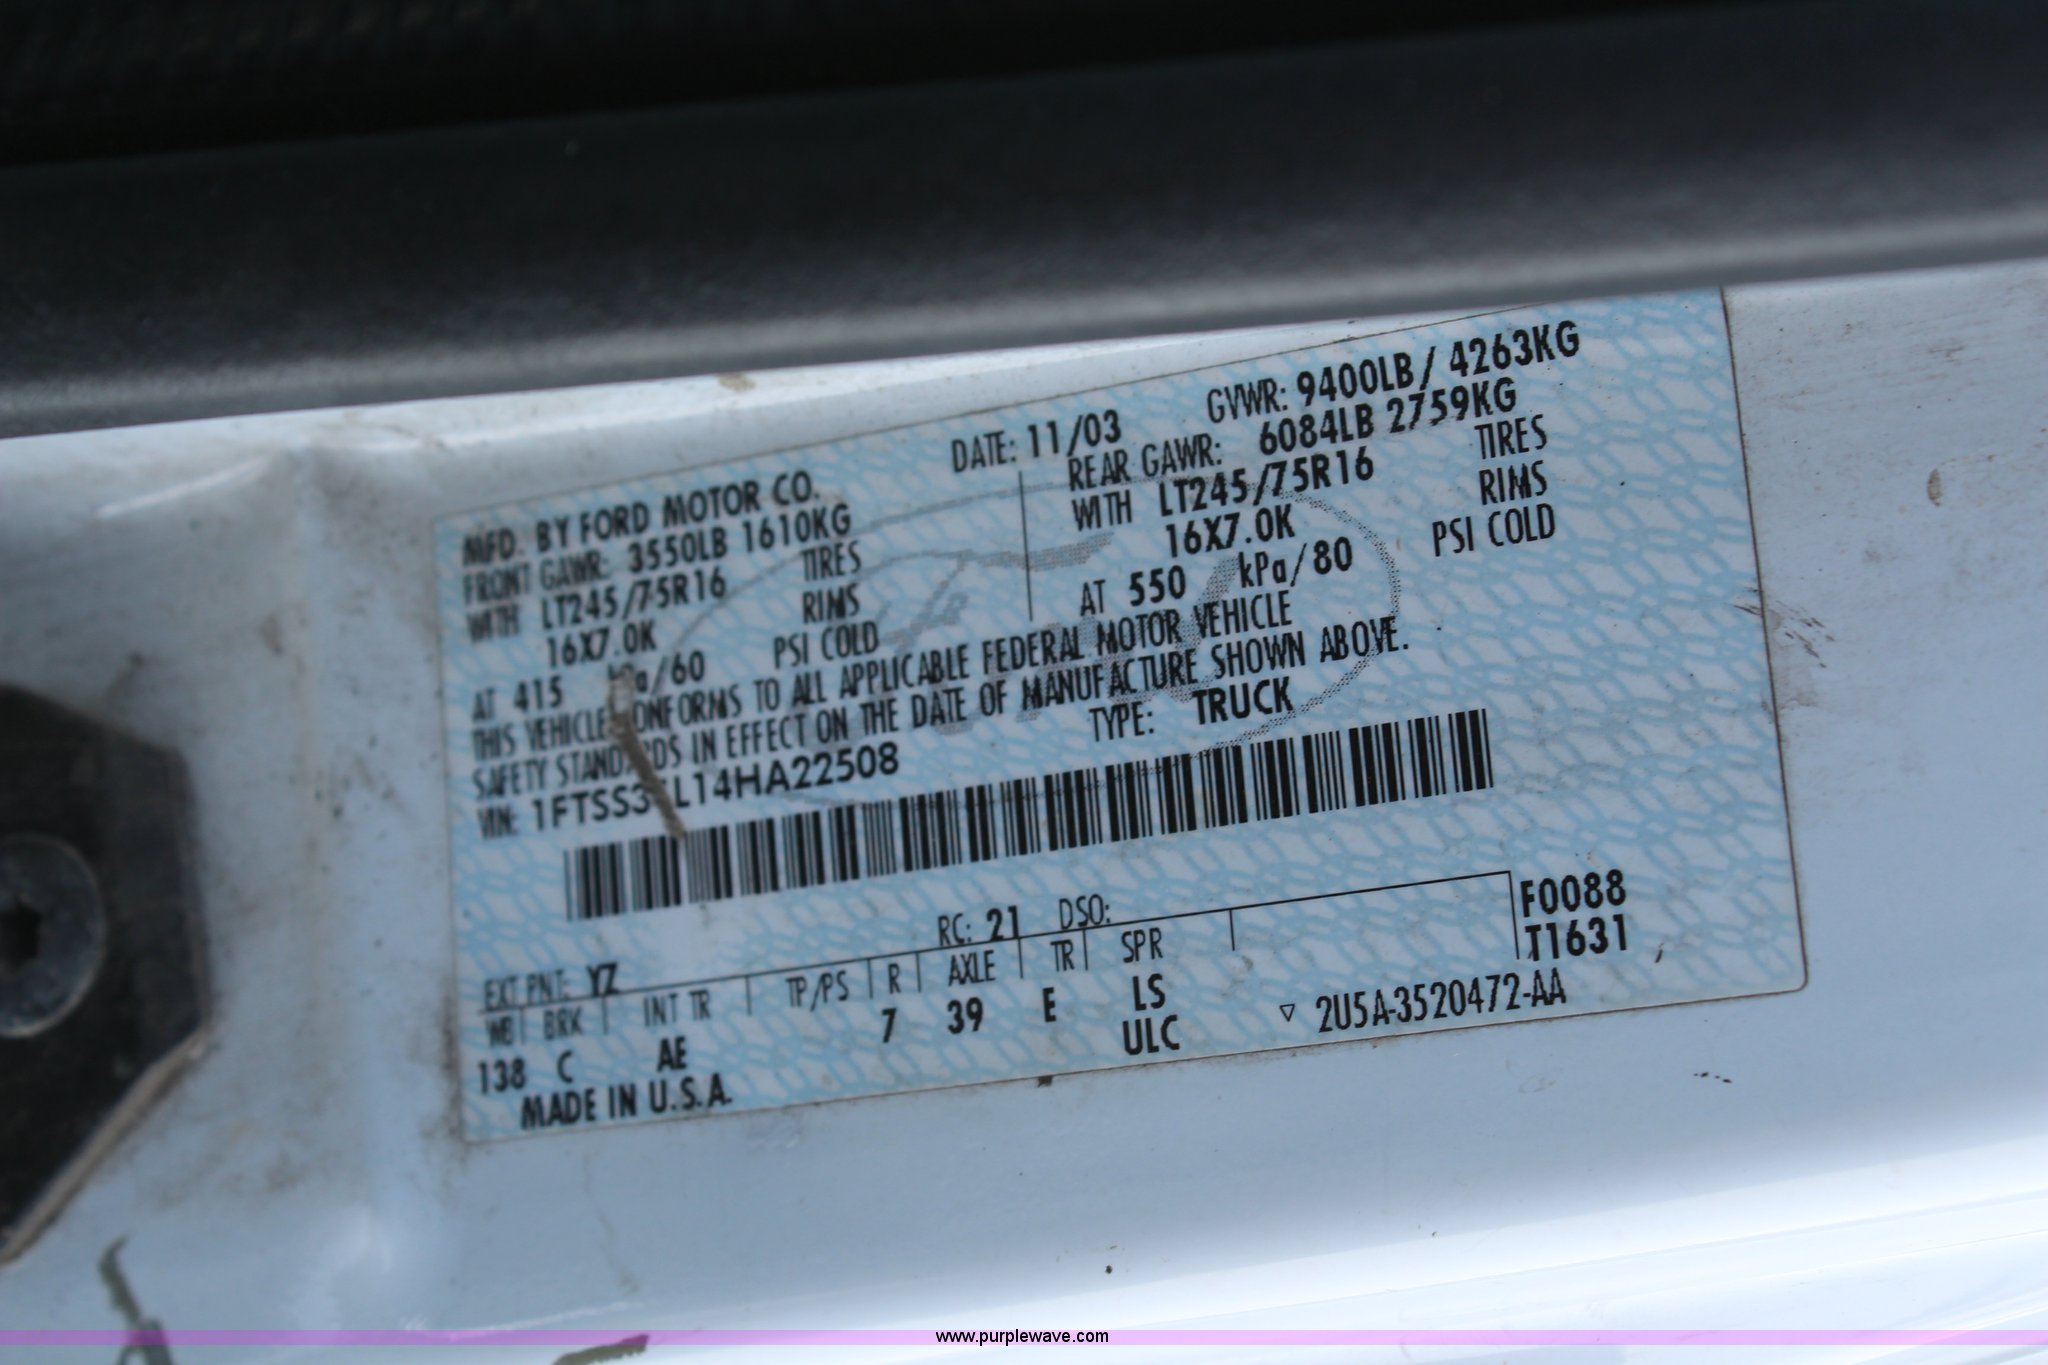 MFD. BY FORD MOTOR CO.
DATE: 11/03
GVWR: 9400LB/ 4263KG
FRONT GAWR: 3550LB 1610KG
REAR GAWR: 6084LB 2759KG
WITH LT245/75R16 TIRES
WITH LT245/75R16 TIRES
16X7.0K RIMS
16X7.0K RIMS
AT 415 /60 PSI COLD
AT 550 kPa/80 PSI COLD
THIS VEHICLE CONFORMS TO ALL APPLICABLE FEDERAL MOTOR VEHICLE
SAFETY STANDARDS IN EFFECT ON THE DATE OF MANUFACTURE SHOWN ABOVE.
VIN: TYPE: TRUCK
F0088
T1631
RC: 21 DSO:
EXT PNT: YZ
WB BRK INT TR TP/PS R AXLE TR SPR
138 C AE 7 39 E LS
ULC
MADE IN U.S.A.
▽ 2U5A-3520472-AA
www.purplewave.com